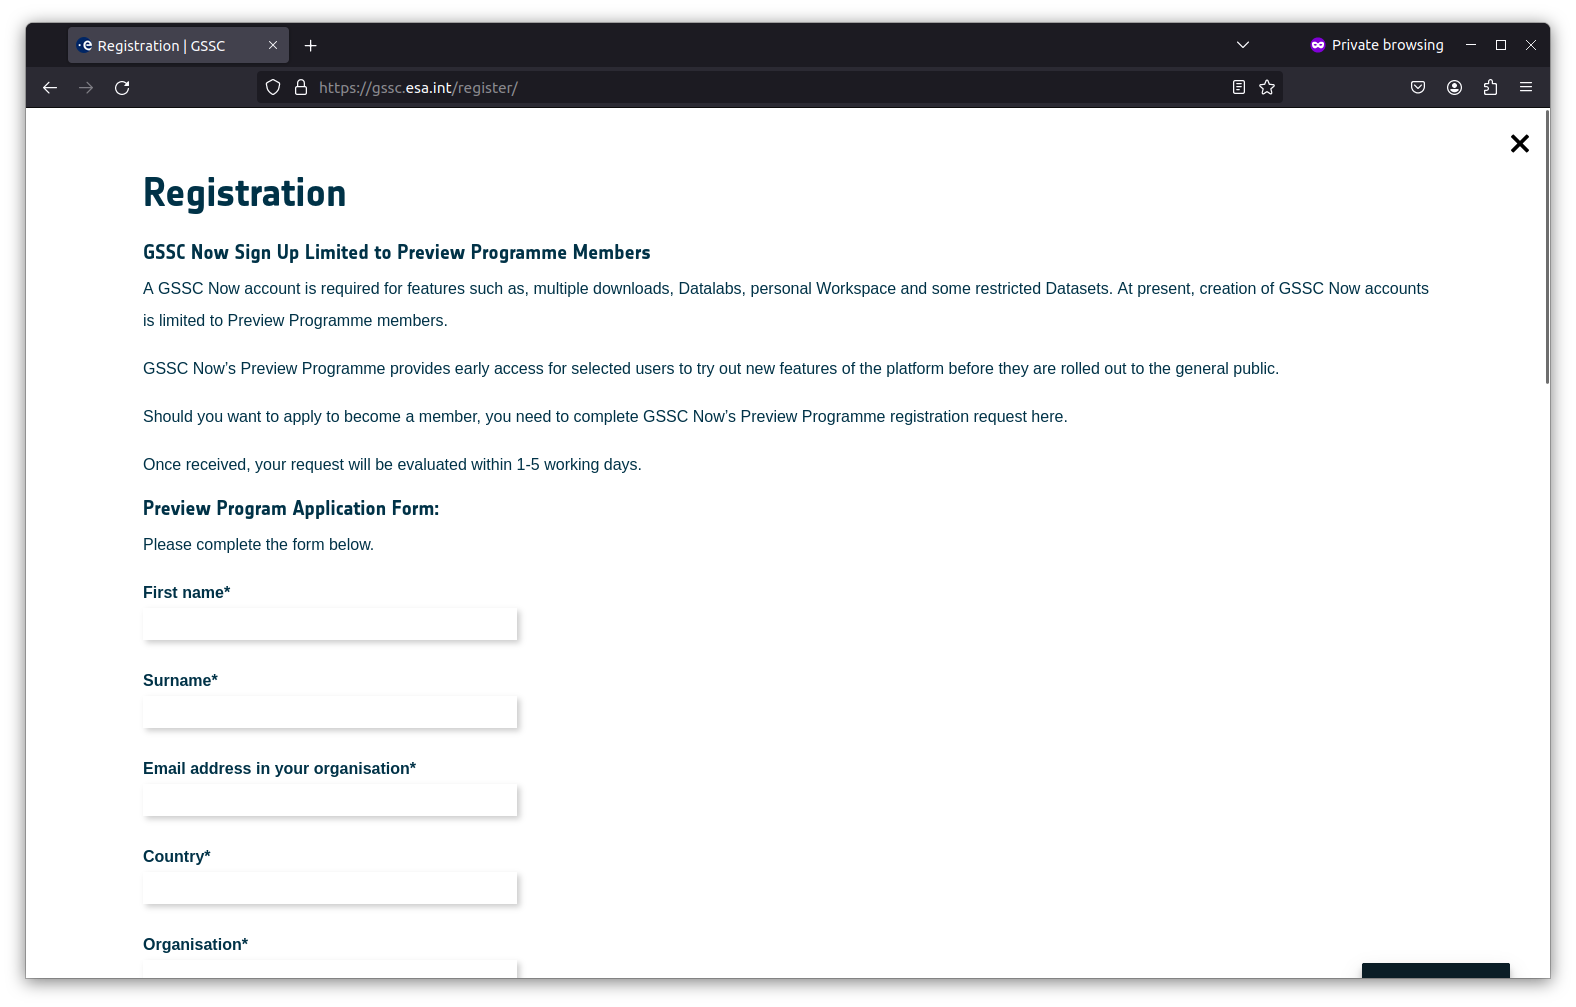 Registration | GSSC
Private browsing
https://gssc.esa.int/register/
Registration
GSSC Now Sign Up Limited to Preview Programme Members
A GSSC Now account is required for features such as, multiple downloads, Datalabs, personal Workspace and some restricted Datasets. At present, creation of GSSC Now accounts
is limited to Preview Programme members.
GSSC Now’s Preview Programme provides early access for selected users to try out new features of the platform before they are rolled out to the general public.
Should you want to apply to become a member, you need to complete GSSC Now’s Preview Programme registration request here.
Once received, your request will be evaluated within 1-5 working days.
Preview Program Application Form:
Please complete the form below.
First name*
Surname*
Email address in your organisation*
Country*
Organisation*